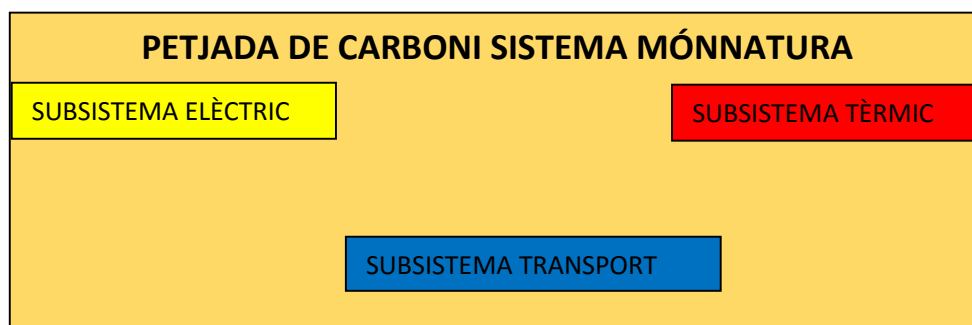 PETJADA DE CARBONI SISTEMA MÓNNATURA
SUBSISTEMA ELÈCTRIC
SUBSISTEMA TÈRMIC
SUBSISTEMA TRANSPORT